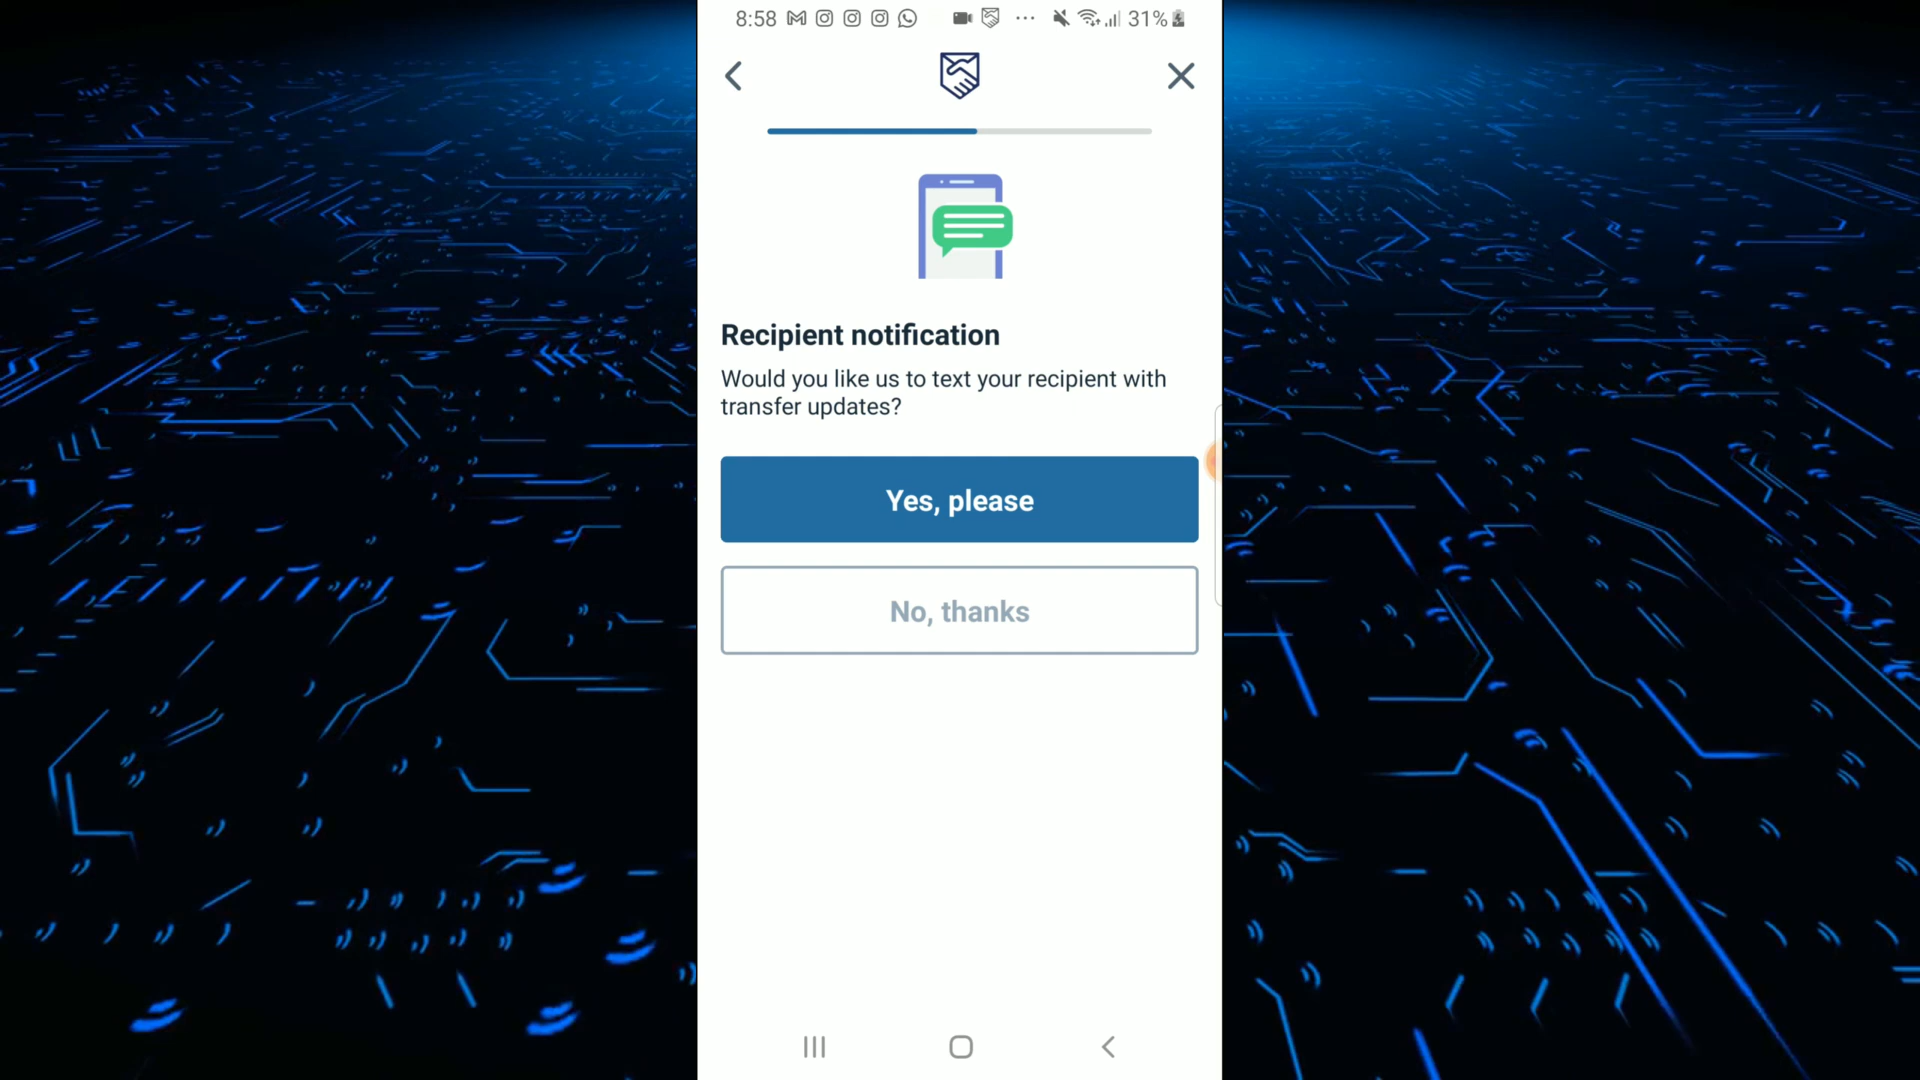 8:58 31%
Recipient notification
Would you like us to text your recipient with
transfer updates?
Yes, please
No, thanks